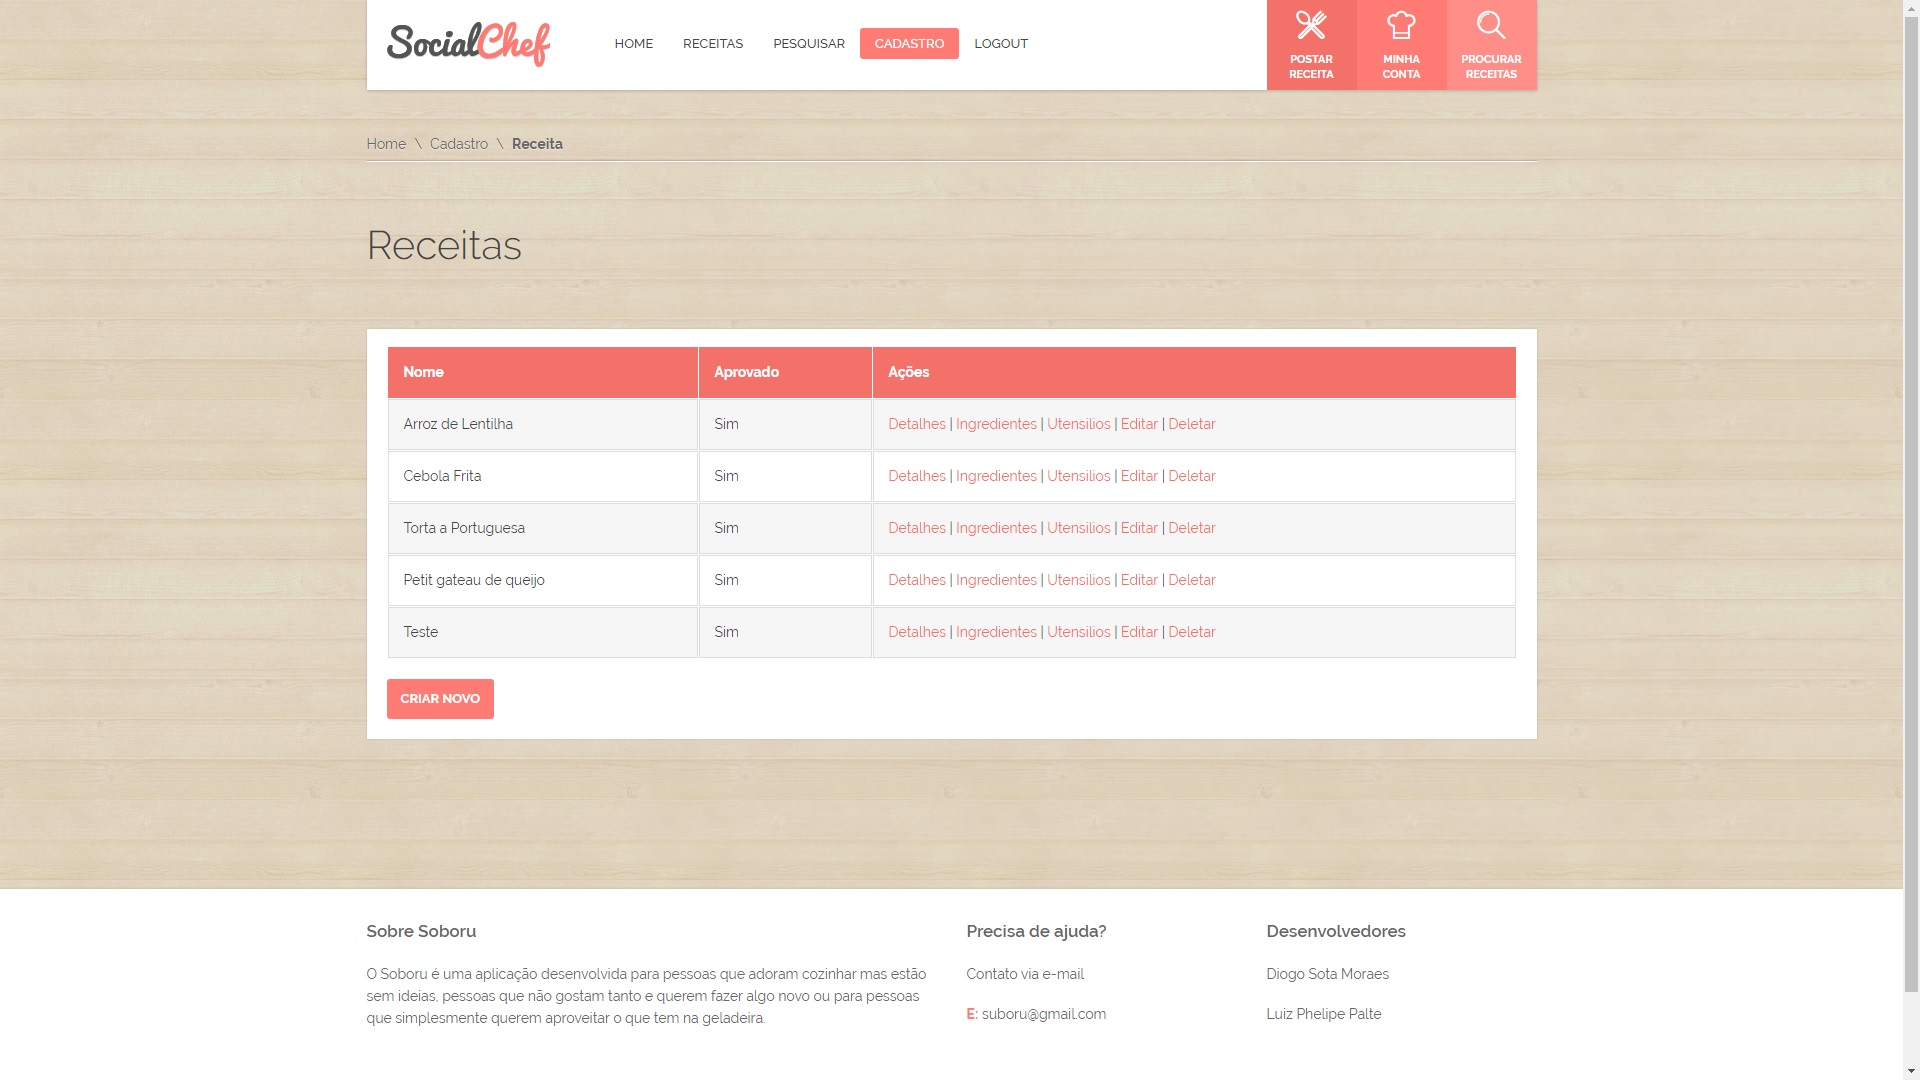 SocialChef
HOME RECEITAS PESQUISAR CADASTRO LOGOUT
POSTAR RECEITA
MINHA CONTA
PROCURAR RECEITAS
Home \ Cadastro \ Receita
Receitas
Nome Aprovado Ações
Arroz de Lentilha Sim Detalhes | Ingredientes | Utensilios | Editar | Deletar
Cebola Frita Sim Detalhes | Ingredientes | Utensilios | Editar | Deletar
Torta a Portuguesa Sim Detalhes | Ingredientes | Utensilios | Editar | Deletar
Petit gateau de queijo Sim Detalhes | Ingredientes | Utensilios | Editar | Deletar
Teste Sim Detalhes | Ingredientes | Utensilios | Editar | Deletar
CRIAR NOVO
Sobre Soboru
O Soboru é uma aplicação desenvolvida para pessoas que adoram cozinhar mas estão
sem ideias, pessoas que não gostam tanto e querem fazer algo novo ou para pessoas
que simplesmente querem aproveitar o que tem na geladeira.
Precisa de ajuda?
Contato via e-mail
E: suboru@gmail.com
Desenvolvedores
Diogo Sota Moraes
Luiz Phelipe Palte